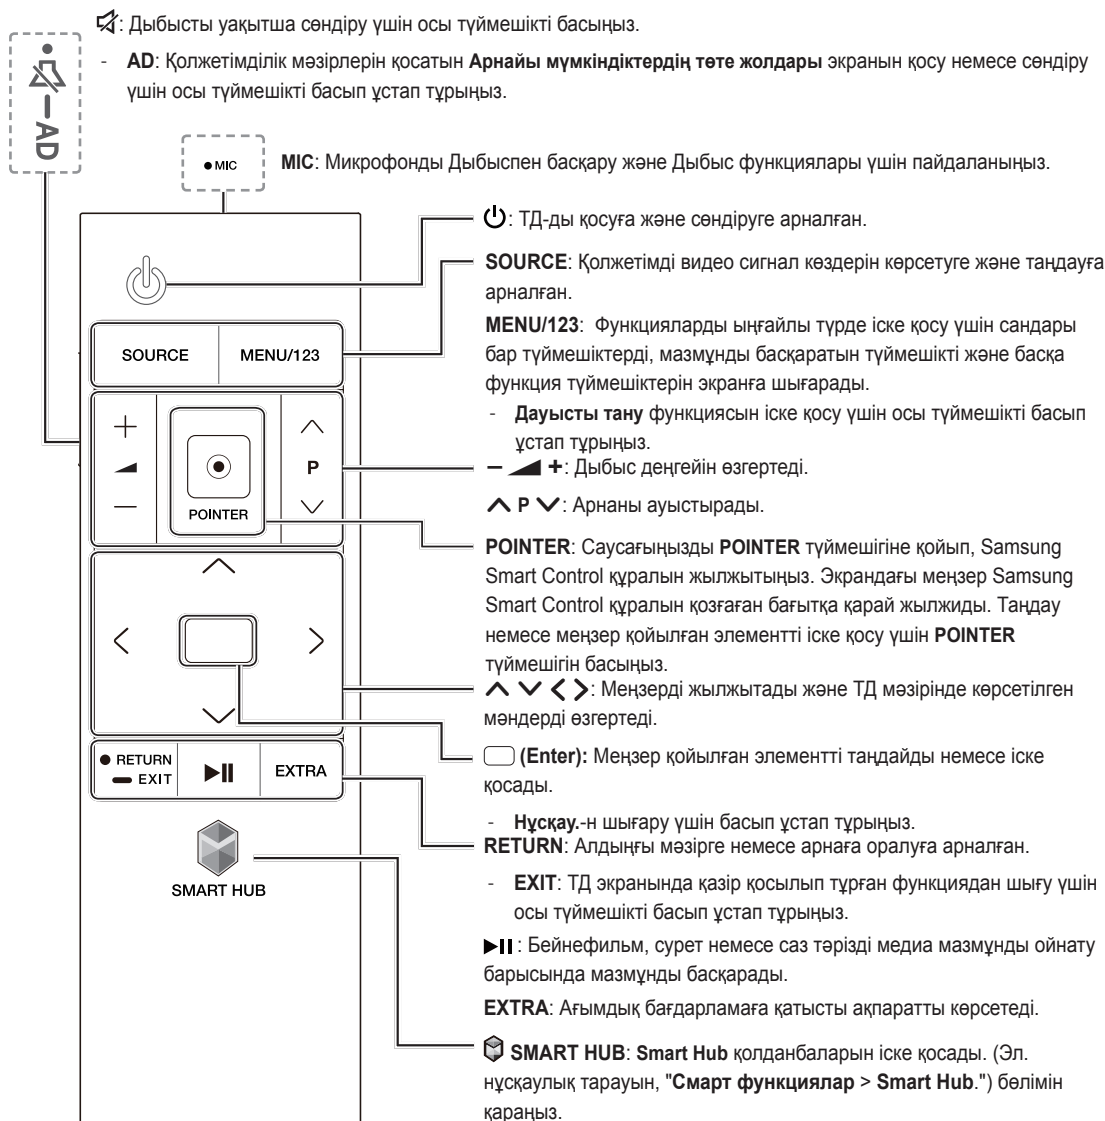 : Дыбысты уақытша сөндіру үшін осы түймешікті басыңыз.
- AD: Қолжетімділік мәзірлерін қосатын Арнайы мүмкіндіктердің төте жолдары экранын қосу немесе сөндіру
үшін осы түймешікті басып ұстап тұрыңыз.
AD
MIC
MIC: Микрофонды Дыбыспен басқару және Дыбыс функциялары үшін пайдаланыңыз.
: ТД-ды қосуға және сөндіруге арналған.
SOURCE: Қолжетімді видео сигнал көздерін көрсетуге және таңдауға
арналған.
MENU/123: Функцияларды ыңғайлы түрде іске қосу үшін сандары
бар түймешіктерді, мазмұнды басқаратын түймешікті және басқа
функция түймешіктерін экранға шығарады.
- Дауысты тану функциясын іске қосу үшін осы түймешікті басып
ұстап тұрыңыз.
− +: Дыбыс деңгейін өзгертеді.
P : Арнаны ауыстырады.
POINTER: Саусағыңызды POINTER түймешігіне қойып, Samsung
Smart Control құралын жылжытыңыз. Экрандағы меңзер Samsung
Smart Control құралын қозғаған бағытқа қарай жылжиды. Таңдау
немесе меңзер қойылған элементті іске қосу үшін POINTER
түймешігін басыңыз.
: Меңзерді жылжытады және ТД мәзірінде көрсетілген
мәндерді өзгертеді.
(Enter): Меңзер қойылған элементті таңдайды немесе іске
қосады.
- Нұсқау.-н шығару үшін басып ұстап тұрыңыз.
RETURN: Алдыңғы мәзірге немесе арнаға оралуға арналған.
- EXIT: ТД экранында қазір қосылып тұрған функциядан шығу үшін
осы түймешікті басып ұстап тұрыңыз.
: Бейнефильм, сурет немесе саз тәрізді медиа мазмұнды ойнату
барысында мазмұнды басқарады.
EXTRA: Ағымдық бағдарламаға қатысты ақпаратты көрсетеді.
SMART HUB: Smart Hub қолданбаларын іске қосады. (Эл.
нұсқаулық тарауын, "Смарт функциялар > Smart Hub.") бөлімін
қараңыз.
SOURCE
MENU/123
+
P
—
POINTER
RETURN
EXIT
EXTRA
SMART HUB